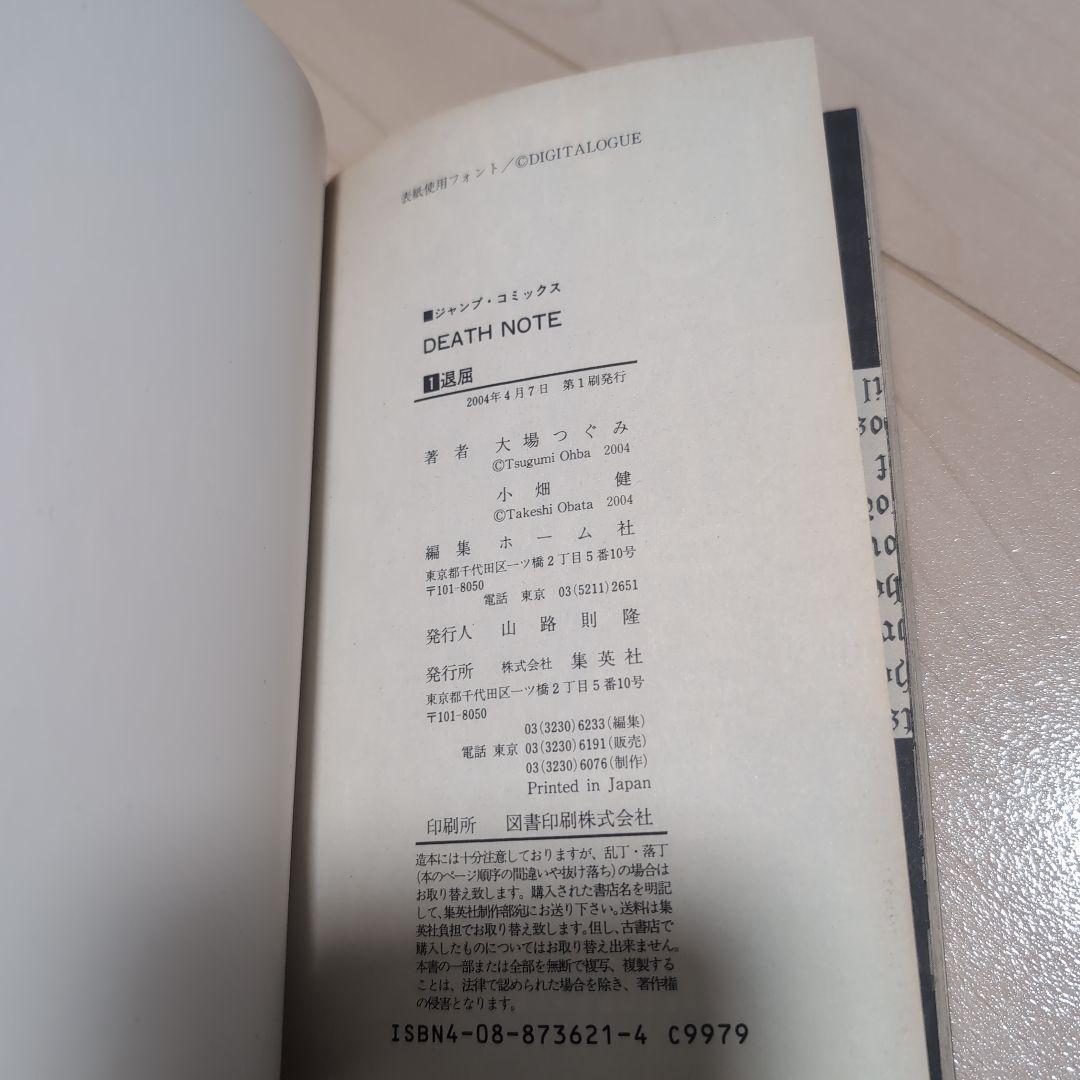 表紙使用フォント／©DIGITALOGUE
■ジャンプ・コミックス
DEATH NOTE
1退屈
2004年4月7日 第1刷発行
著者 大場つぐみ
©Tsugumi Ohba 2004
小畑 健
©Takeshi Obata 2004
編集 ホーム社
東京都千代田区一ツ橋2丁目5番10号
〒101-8050
電話 東京 03(5211)2651
発行人 山路則隆
発行所 株式会社 集英社
東京都千代田区一ツ橋2丁目5番10号
〒101-8050
03(3230)6233(編集)
電話 東京 03(3230)6191(販売)
03(3230)6076(制作)
Printed in Japan
印刷所 図書印刷株式会社
造本には十分注意しておりますが、乱丁・落丁
(本のページ順序の間違いや抜け落ち)の場合は
お取り替え致します。購入された書店名を明記
して、集英社制作部宛にお送り下さい。送料は集
英社負担でお取り替え致します。但し、古書店で
購入したものについてはお取り替え出来ません。
本書の一部または全部を無断で複写、複製する
ことは、法律で認められた場合を除き、著作権
の侵害となります。
ISBN4-08-873621-4 C9979